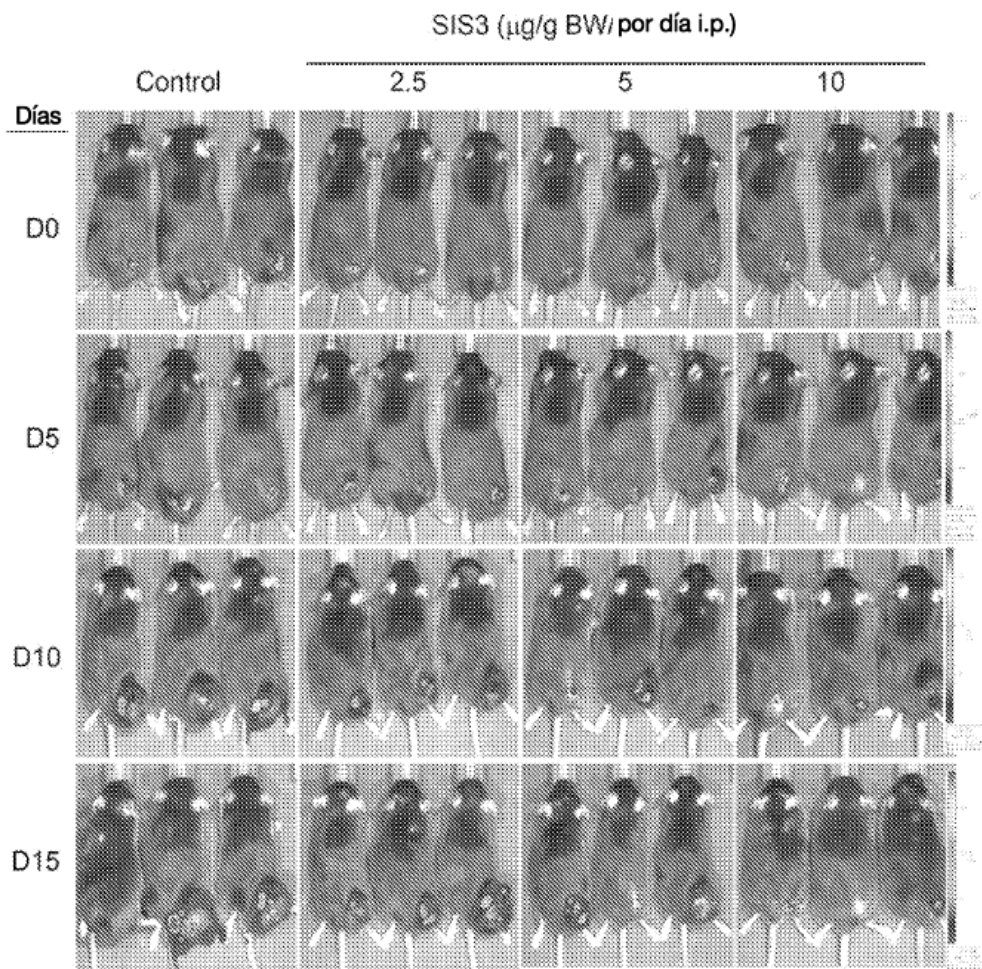 SIS3 (μg/g BW/ por día i.p.)
Control 2.5 5 10
Días
D0
D5
D10
D15